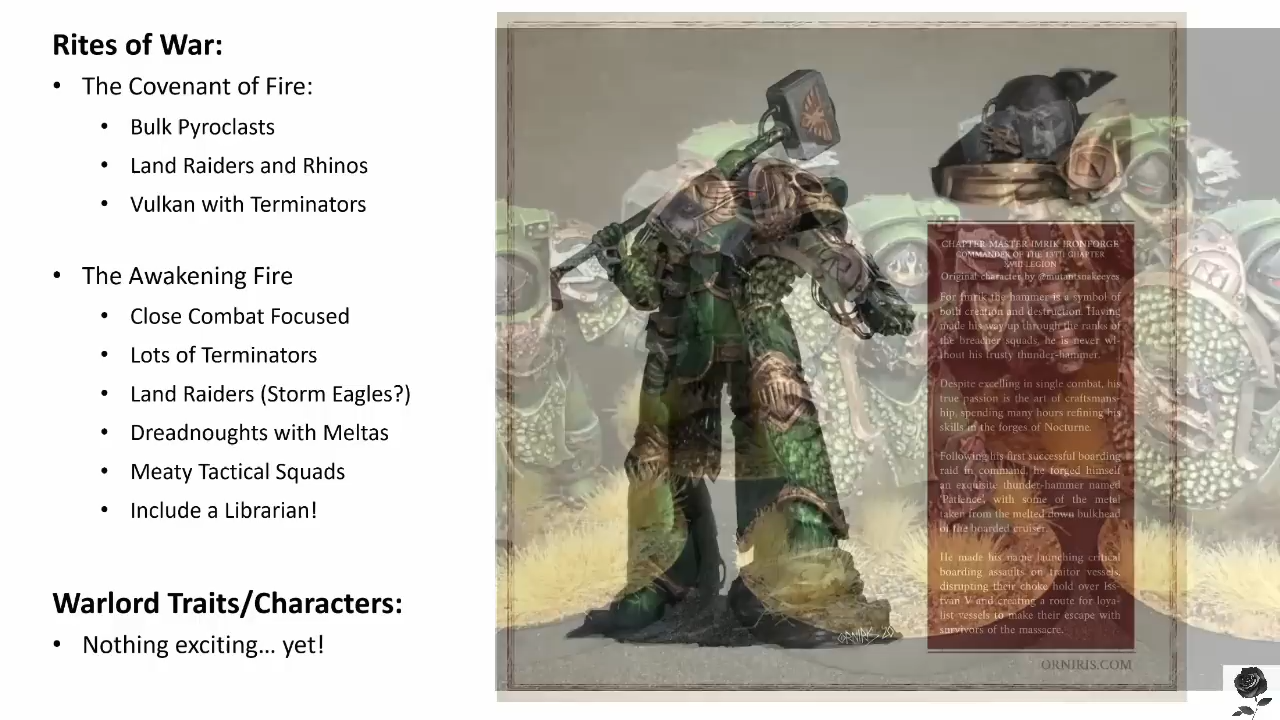 Rites of War:
• The Covenant of Fire:
• Bulk Pyroclasts
• Land Raiders and Rhinos
• Vulkan with Terminators
• The Awakening Fire
• Close Combat Focused
• Lots of Terminators
• Land Raiders (Storm Eagles?)
• Dreadnoughts with Meltas
• Meaty Tactical Squads
• Include a Librarian!
Warlord Traits/Characters:
• Nothing exciting... yet!
CHAPTER MASTER IMRIK IRONFORGE
COMMANDER OF THE 15TH CHAPTER
XVIII LEGION
Original character by @mutantsnakeeyes
For Imrik the hammer is a symbol of
both creation and destruction. Having
made his way up through the ranks of
the breacher squads, he is never wi-
thout his trusty thunder-hammer.
Despite excelling in single combat, his
true passion is the art of craftsmans-
hip, spending many hours refining his
skills in the forges of Nocturne.
Following his first successful boarding
raid in command, he forged himself
an exquisite thunder-hammer named
'Patience', with some of the metal
taken from the melted down bulkhead
of the boarded cruiser.
He made his name launching critical
boarding assaults on traitor vessels,
disrupting their choke hold over Iss-
tvan V and creating a route for loya-
list vessels to make their escape with
survivors of the massacre.
ORNIRIS 20
ORNIRIS.COM